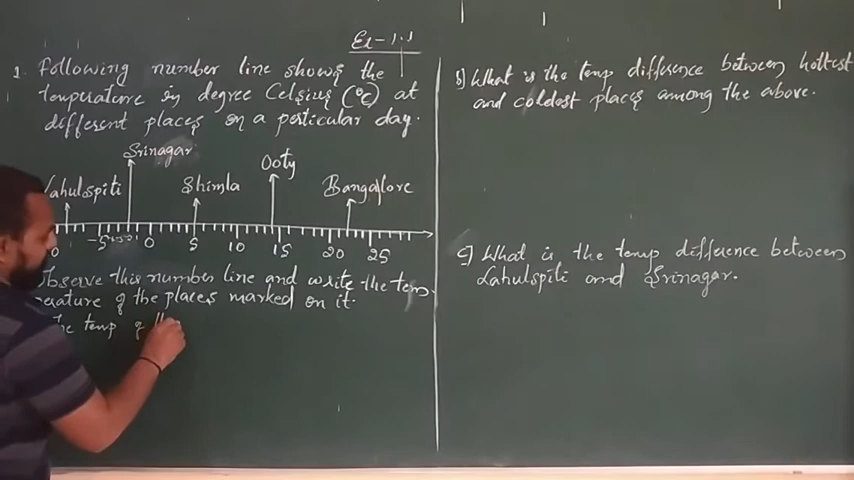 Ex-1.1
1. Following number line shows the
temperature in degree Celsius (°C) at
different places on a particular day.
Lahulspiti Srinagar Shimla Ooty Bangalore
-5 0 5 10 15 20 25
Observe this number line and write the tem
perature of the places marked on it.
The temp of
b) What is the temp difference between hottest
and coldest places among the above.
c) What is the temp difference between
Lahulspiti and Srinagar.